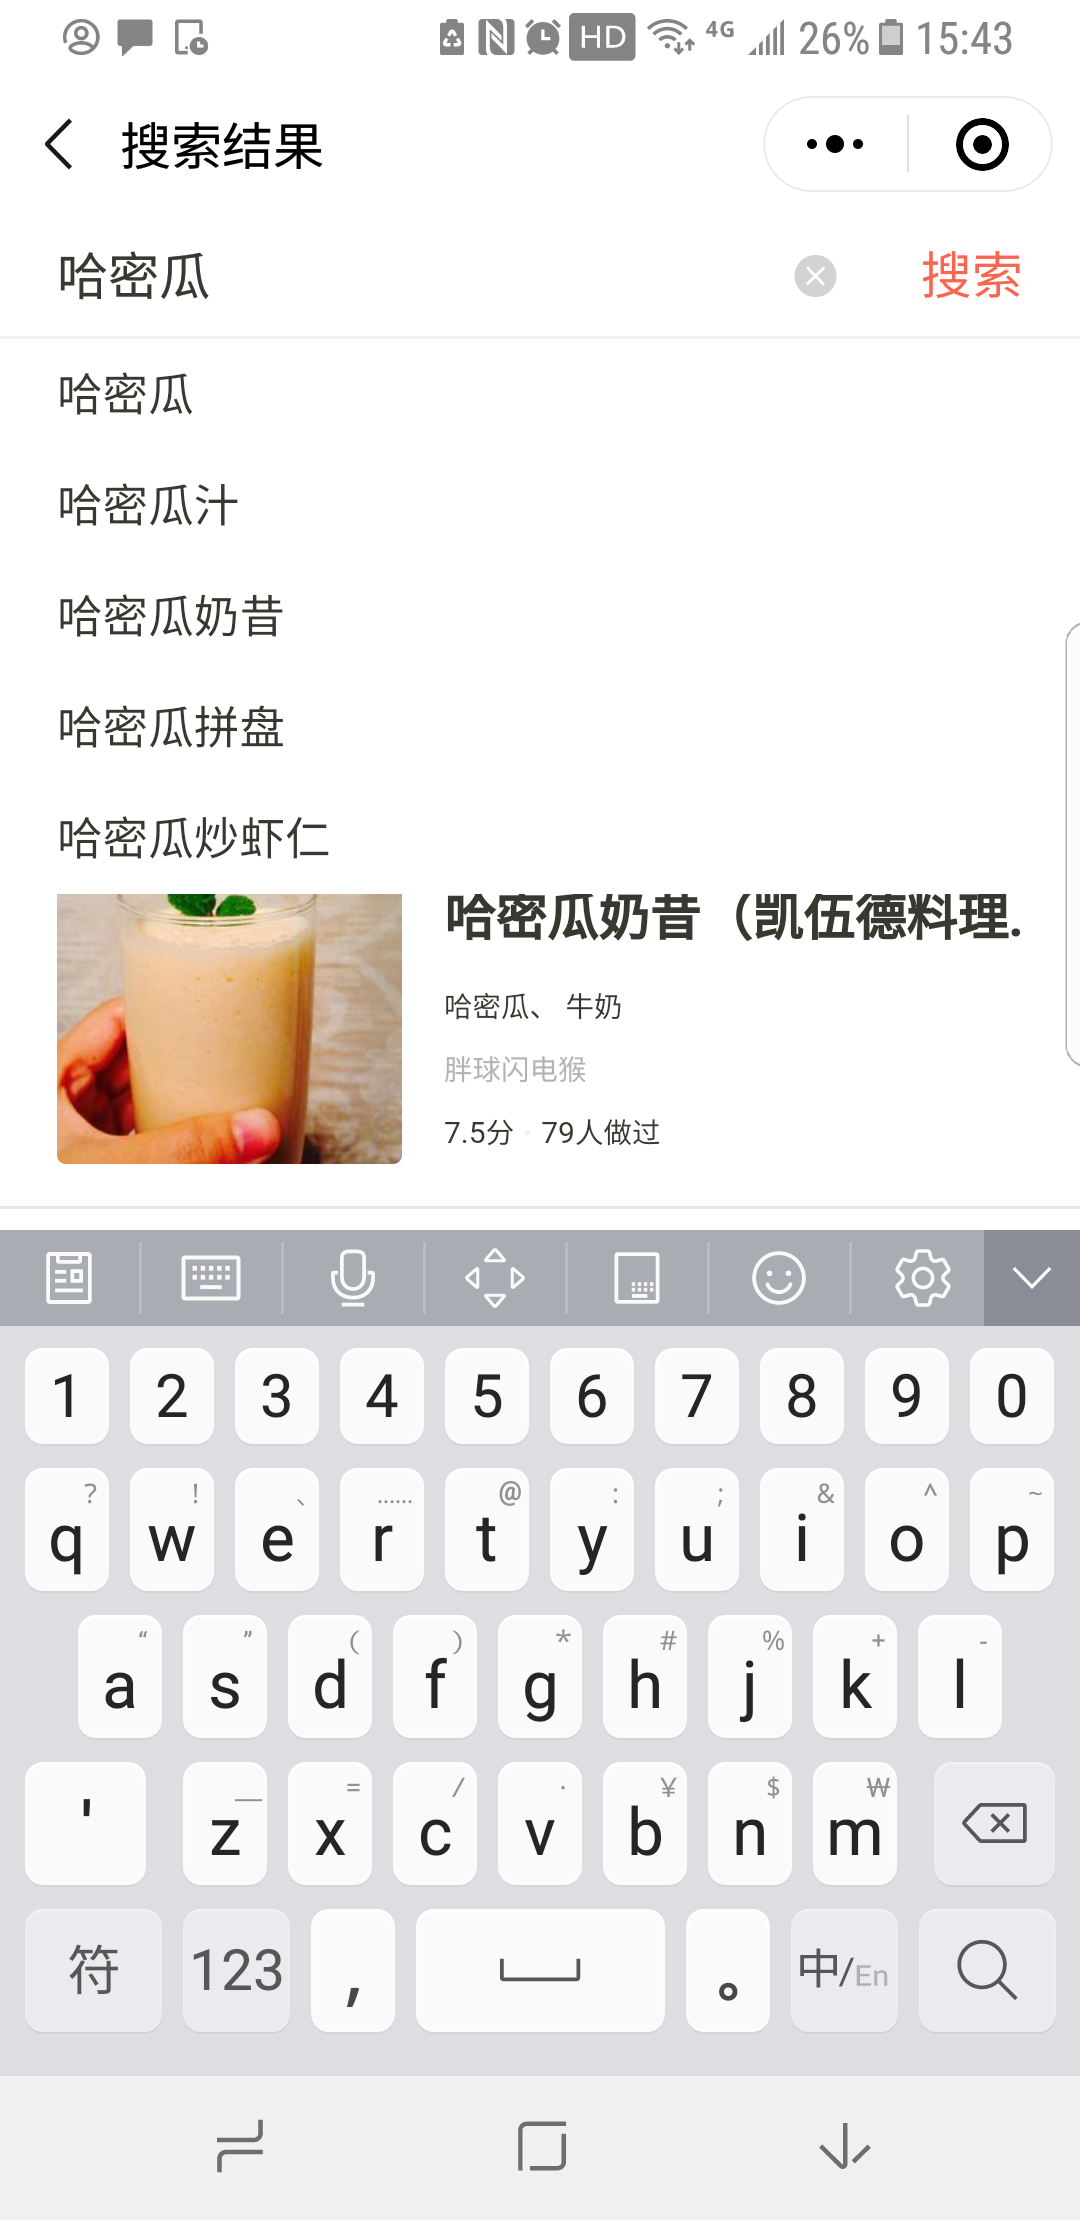 HD 4G 26% 15:43
搜索结果
哈密瓜 搜索
哈密瓜
哈密瓜汁
哈密瓜奶昔
哈密瓜拼盘
哈密瓜炒虾仁
哈密瓜奶昔（凯伍德料理.
哈密瓜、 牛奶
胖球闪电猴
7.5分 · 79人做过
1 2 3 4 5 6 7 8 9 0
? ! 、 …… @ : ; & ^ ~
q w e r t y u i o p
“ ” ( ) * # % + -
a s d f g h j k l
— = / · ¥ $ ₩
' z x c v b n m
符 123 , 。 中/En